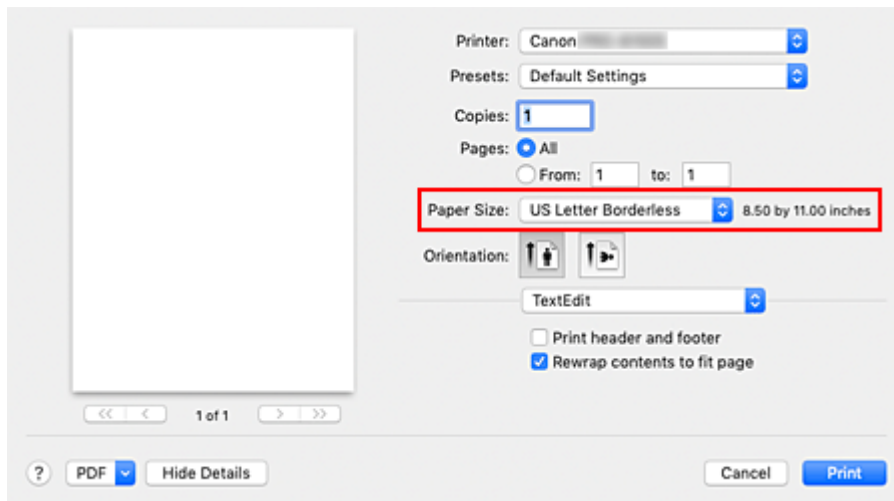 Printer: Canon
Presets: Default Settings
Copies: 1
Pages: All
From: 1 to: 1
Paper Size: US Letter Borderless 8.50 by 11.00 inches
Orientation:
TextEdit
Print header and footer
Rewrap contents to fit page
<< < 1 of 1 > >>
? PDF Hide Details Cancel Print